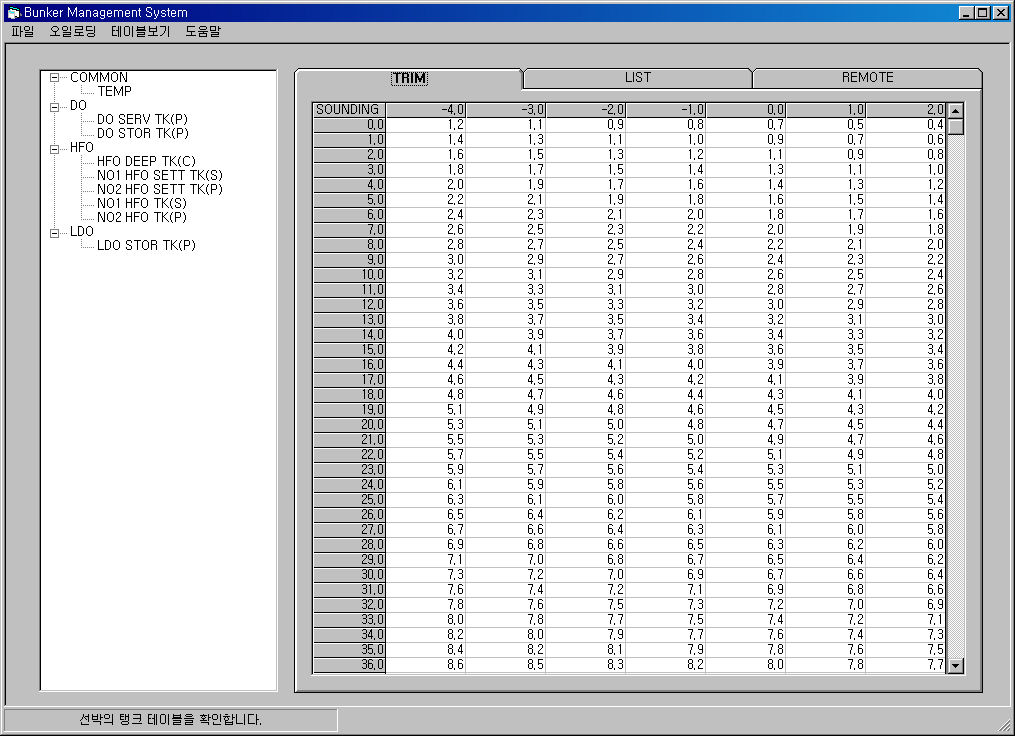 Bunker Management System
파일 오일로딩 테이블보기 도움말
COMMON
TEMP
DO
DO SERV TK(P)
DO STOR TK(P)
HFO
HFO DEEP TK(C)
NO1 HFO SETT TK(S)
NO2 HFO SETT TK(P)
NO1 HFO TK(S)
NO2 HFO TK(P)
LDO
LDO STOR TK(P)
TRIM LIST REMOTE
SOUNDING -4,0 -3,0 -2,0 -1,0 0,0 1,0 2,0
0,0 1,2 1,1 0,9 0,8 0,7 0,5 0,4
1,0 1,4 1,3 1,1 1,0 0,9 0,7 0,6
2,0 1,6 1,5 1,3 1,2 1,1 0,9 0,8
3,0 1,8 1,7 1,5 1,4 1,3 1,1 1,0
4,0 2,0 1,9 1,7 1,6 1,4 1,3 1,2
5,0 2,2 2,1 1,9 1,8 1,6 1,5 1,4
6,0 2,4 2,3 2,1 2,0 1,8 1,7 1,6
7,0 2,6 2,5 2,3 2,2 2,0 1,9 1,8
8,0 2,8 2,7 2,5 2,4 2,2 2,1 2,0
9,0 3,0 2,9 2,7 2,6 2,4 2,3 2,2
10,0 3,2 3,1 2,9 2,8 2,6 2,5 2,4
11,0 3,4 3,3 3,1 3,0 2,8 2,7 2,6
12,0 3,6 3,5 3,3 3,2 3,0 2,9 2,8
13,0 3,8 3,7 3,5 3,4 3,2 3,1 3,0
14,0 4,0 3,9 3,7 3,6 3,4 3,3 3,2
15,0 4,2 4,1 3,9 3,8 3,6 3,5 3,4
16,0 4,4 4,3 4,1 4,0 3,9 3,7 3,6
17,0 4,6 4,5 4,3 4,2 4,1 3,9 3,8
18,0 4,8 4,7 4,6 4,4 4,3 4,1 4,0
19,0 5,1 4,9 4,8 4,6 4,5 4,3 4,2
20,0 5,3 5,1 5,0 4,8 4,7 4,5 4,4
21,0 5,5 5,3 5,2 5,0 4,9 4,7 4,6
22,0 5,7 5,5 5,4 5,2 5,1 4,9 4,8
23,0 5,9 5,7 5,6 5,4 5,3 5,1 5,0
24,0 6,1 5,9 5,8 5,6 5,5 5,3 5,2
25,0 6,3 6,1 6,0 5,8 5,7 5,5 5,4
26,0 6,5 6,4 6,2 6,1 5,9 5,8 5,6
27,0 6,7 6,6 6,4 6,3 6,1 6,0 5,8
28,0 6,9 6,8 6,6 6,5 6,3 6,2 6,0
29,0 7,1 7,0 6,8 6,7 6,5 6,4 6,2
30,0 7,3 7,2 7,0 6,9 6,7 6,6 6,4
31,0 7,6 7,4 7,2 7,1 6,9 6,8 6,6
32,0 7,8 7,6 7,5 7,3 7,2 7,0 6,9
33,0 8,0 7,8 7,7 7,5 7,4 7,2 7,1
34,0 8,2 8,0 7,9 7,7 7,6 7,4 7,3
35,0 8,4 8,2 8,1 7,9 7,8 7,6 7,5
36,0 8,6 8,5 8,3 8,2 8,0 7,8 7,7
선박의 탱크 테이블을 확인합니다.